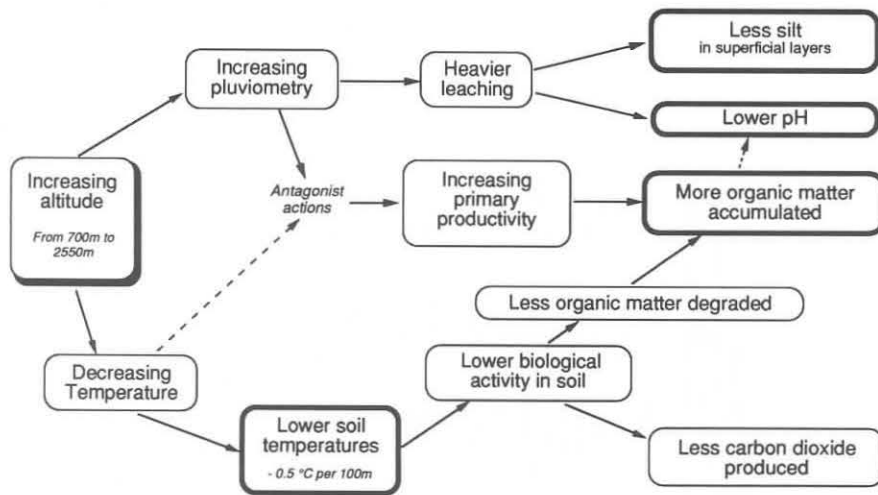 Less silt
in superficial layers
Increasing
pluviometry
Heavier
leaching
Lower pH
Increasing
altitude
From 700m to
2550m
Antagonist
actions
Increasing
primary
productivity
More organic matter
accumulated
Less organic matter degraded
Decreasing
Temperature
Lower biological
activity in soil
Lower soil
temperatures
- 0.5 °C per 100m
Less carbon dioxide
produced